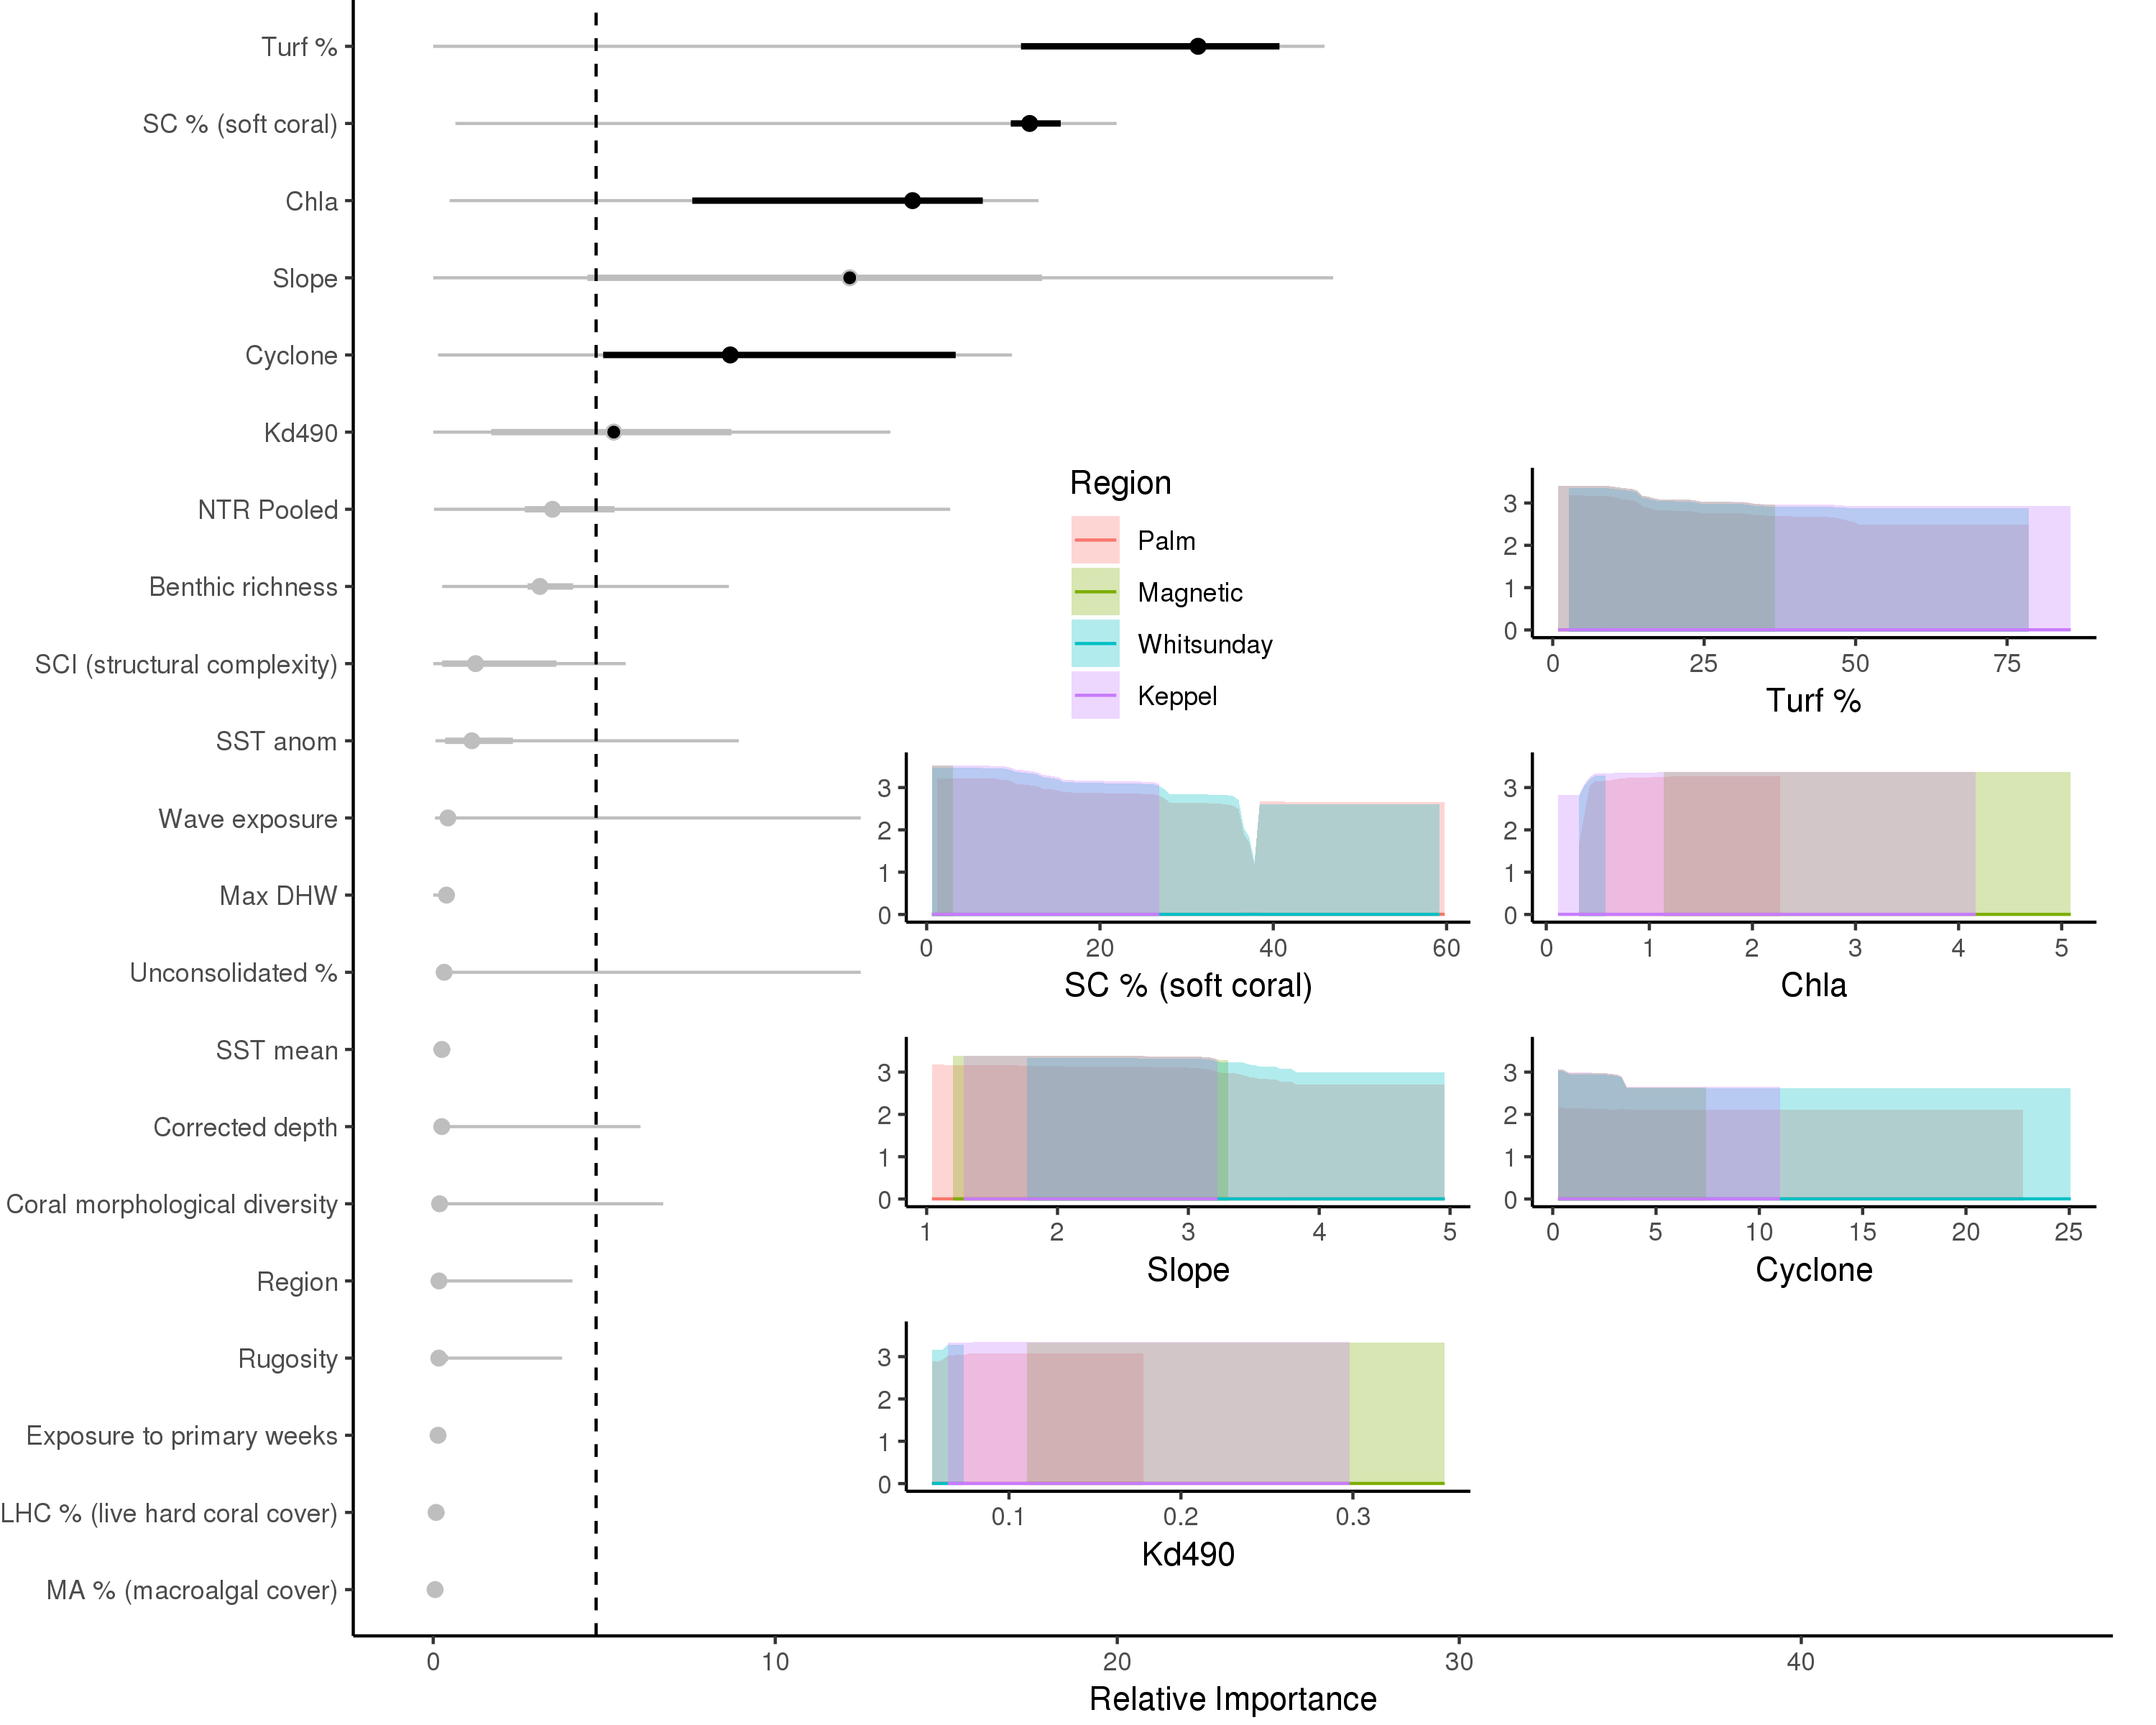 Turf %
SC % (soft coral)
Chla
Slope
Cyclone
Kd490
NTR Pooled
Benthic richness
SCI (structural complexity)
SST anom
Wave exposure
Max DHW
Unconsolidated %
SST mean
Corrected depth
Coral morphological diversity
Region
Rugosity
Exposure to primary weeks
LHC % (live hard coral cover)
MA % (macroalgal cover)
0 10 20 30 40
Relative Importance
Region
Palm
Magnetic
Whitsunday
Keppel
3
2
1
0
0 25 50 75
Turf %
3
2
1
0
0 20 40 60
SC % (soft coral)
3
2
1
0
0 1 2 3 4 5
Chla
3
2
1
0
1 2 3 4 5
Slope
3
2
1
0
0 5 10 15 20 25
Cyclone
3
2
1
0
0.1 0.2 0.3
Kd490